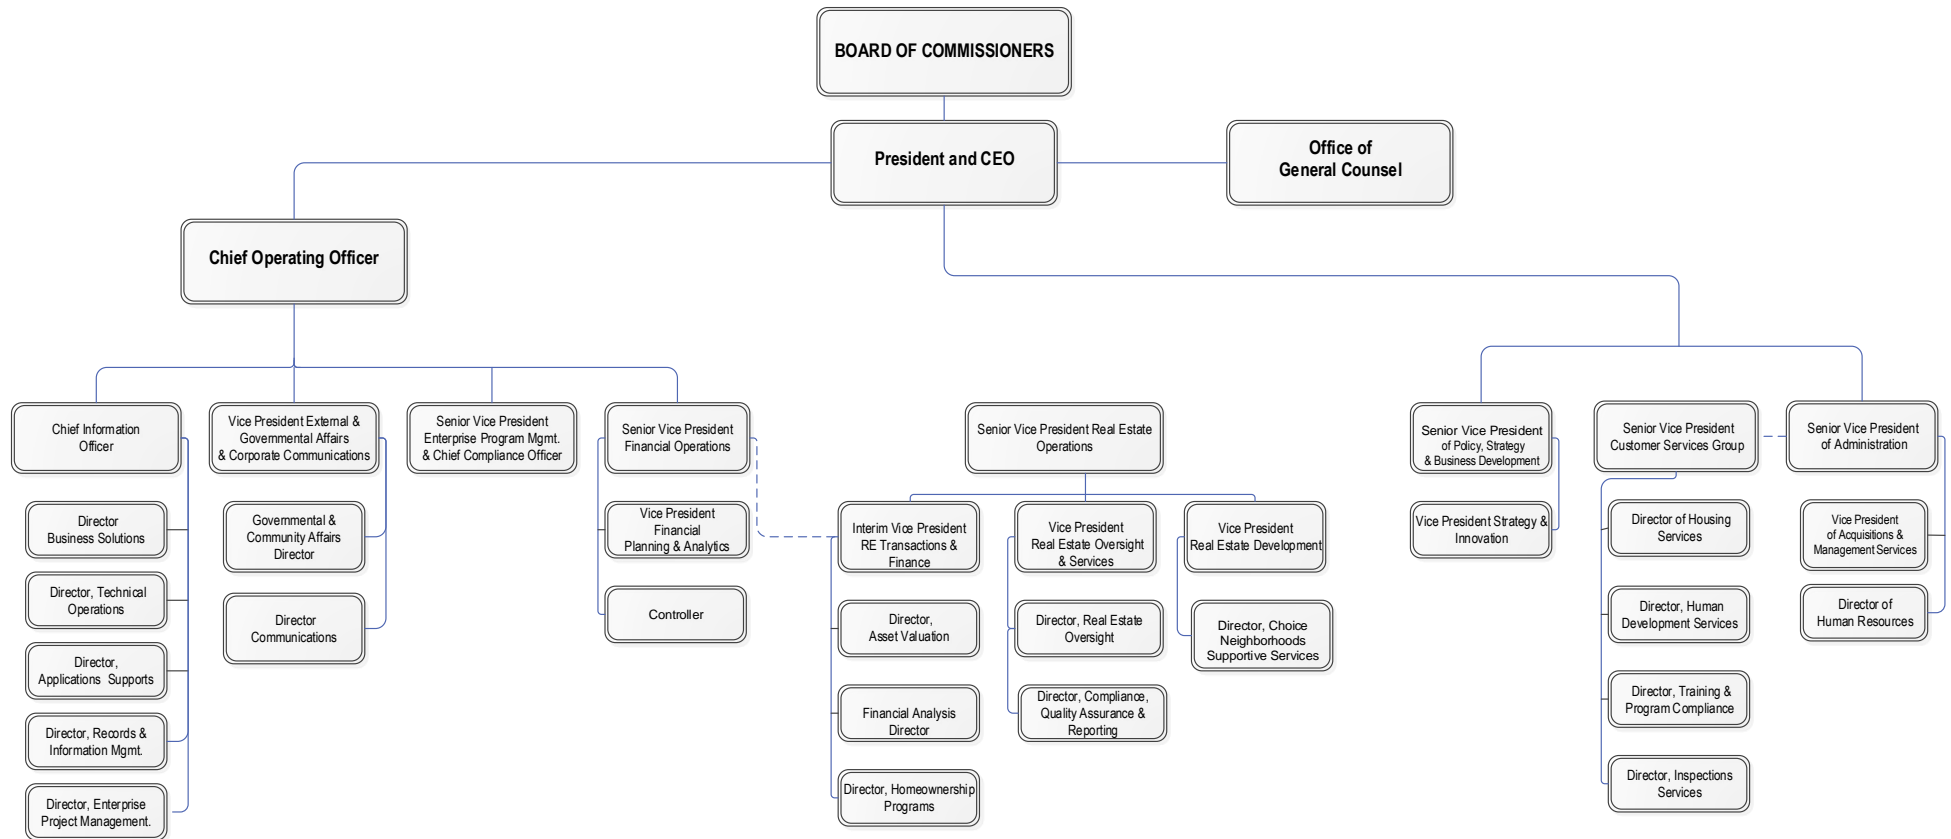 BOARD OF COMMISSIONERS
President and CEO
Office of
General Counsel
Chief Operating Officer
Chief Information
Officer
Vice President External &
Governmental Affairs
& Corporate Communications
Senior Vice President
Enterprise Program Mgmt.
& Chief Compliance Officer
Senior Vice President
Financial Operations
Senior Vice President Real Estate
Operations
Senior Vice President
of Policy, Strategy
& Business Development
Senior Vice President
Customer Services Group
Senior Vice President
of Administration
Director
Business Solutions
Director, Technical
Operations
Director,
Applications Supports
Director, Records &
Information Mgmt.
Director, Enterprise
Project Management.
Governmental &
Community Affairs
Director
Director
Communications
Vice President
Financial
Planning & Analytics
Controller
Interim Vice President
RE Transactions &
Finance
Director,
Asset Valuation
Financial Analysis
Director
Director, Homeownership
Programs
Vice President
Real Estate Oversight
& Services
Director, Real Estate
Oversight
Director, Compliance,
Quality Assurance &
Reporting
Vice President
Real Estate Development
Director, Choice
Neighborhoods
Supportive Services
Vice President Strategy &
Innovation
Director of Housing
Services
Director, Human
Development Services
Director, Training &
Program Compliance
Director, Inspections
Services
Vice President
of Acquisitions &
Management Services
Director of
Human Resources